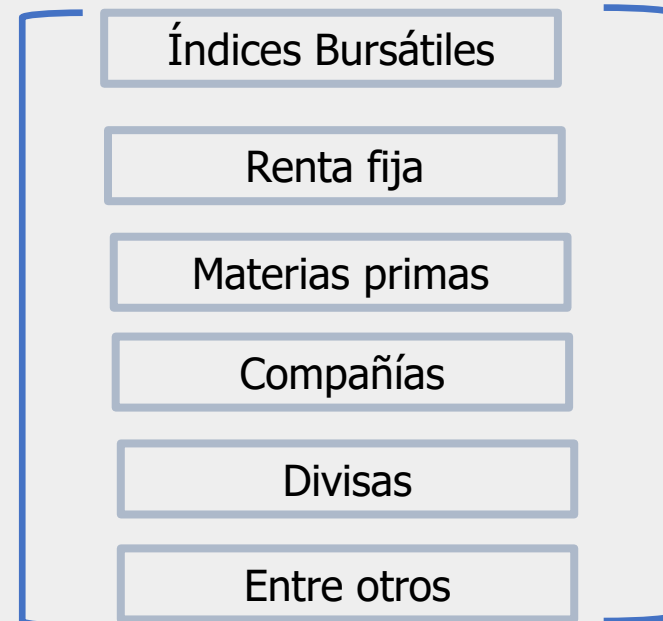 Índices Bursátiles
Renta fija
Materias primas
Compañías
Divisas
Entre otros